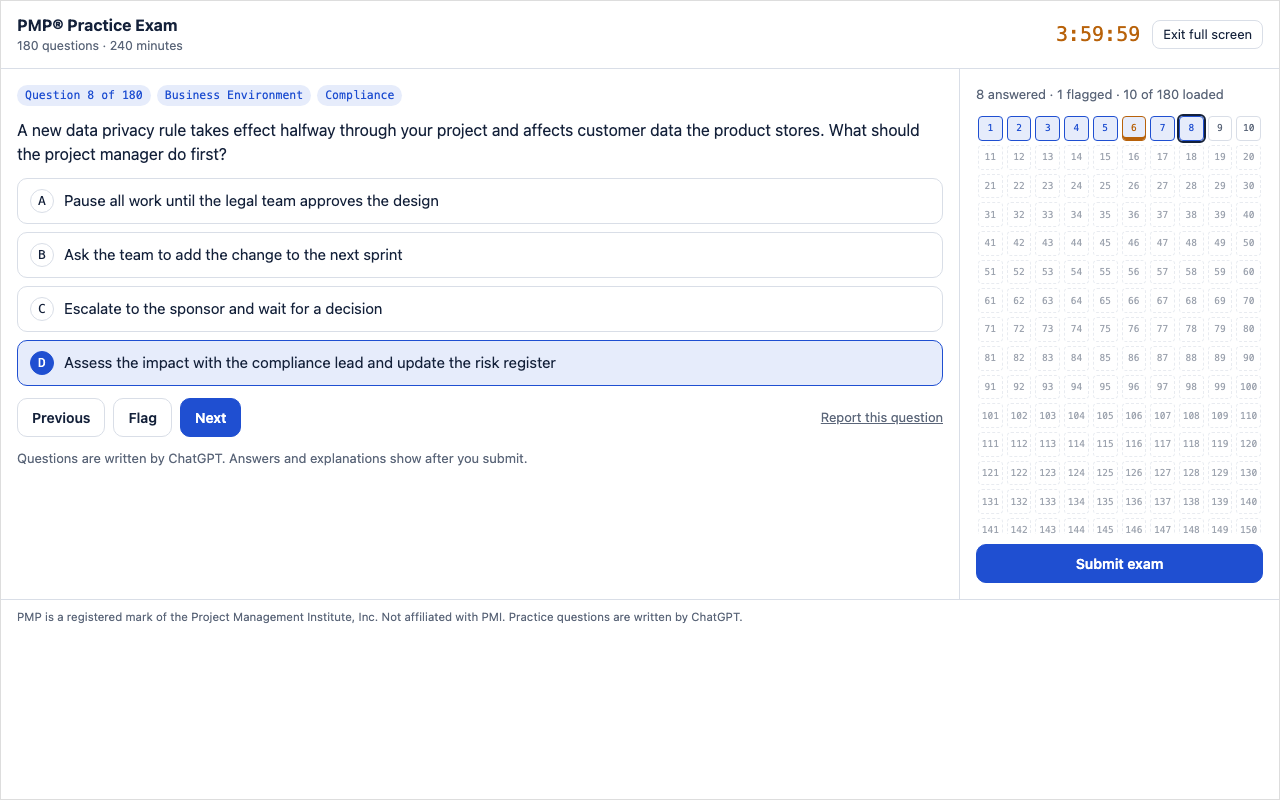 PMP® Practice Exam
180 questions · 240 minutes
3:59:59
Exit full screen
Question 8 of 180
Business Environment
Compliance
A new data privacy rule takes effect halfway through your project and affects customer data the product stores. What should
the project manager do first?
A Pause all work until the legal team approves the design
B Ask the team to add the change to the next sprint
C Escalate to the sponsor and wait for a decision
D Assess the impact with the compliance lead and update the risk register
Previous
Flag
Next
Report this question
Questions are written by ChatGPT. Answers and explanations show after you submit.
8 answered · 1 flagged · 10 of 180 loaded
1 2 3 4 5 6 7 8 9 10
11 12 13 14 15 16 17 18 19 20
21 22 23 24 25 26 27 28 29 30
31 32 33 34 35 36 37 38 39 40
41 42 43 44 45 46 47 48 49 50
51 52 53 54 55 56 57 58 59 60
61 62 63 64 65 66 67 68 69 70
71 72 73 74 75 76 77 78 79 80
81 82 83 84 85 86 87 88 89 90
91 92 93 94 95 96 97 98 99 100
101 102 103 104 105 106 107 108 109 110
111 112 113 114 115 116 117 118 119 120
121 122 123 124 125 126 127 128 129 130
131 132 133 134 135 136 137 138 139 140
141 142 143 144 145 146 147 148 149 150
Submit exam
PMP is a registered mark of the Project Management Institute, Inc. Not affiliated with PMI. Practice questions are written by ChatGPT.